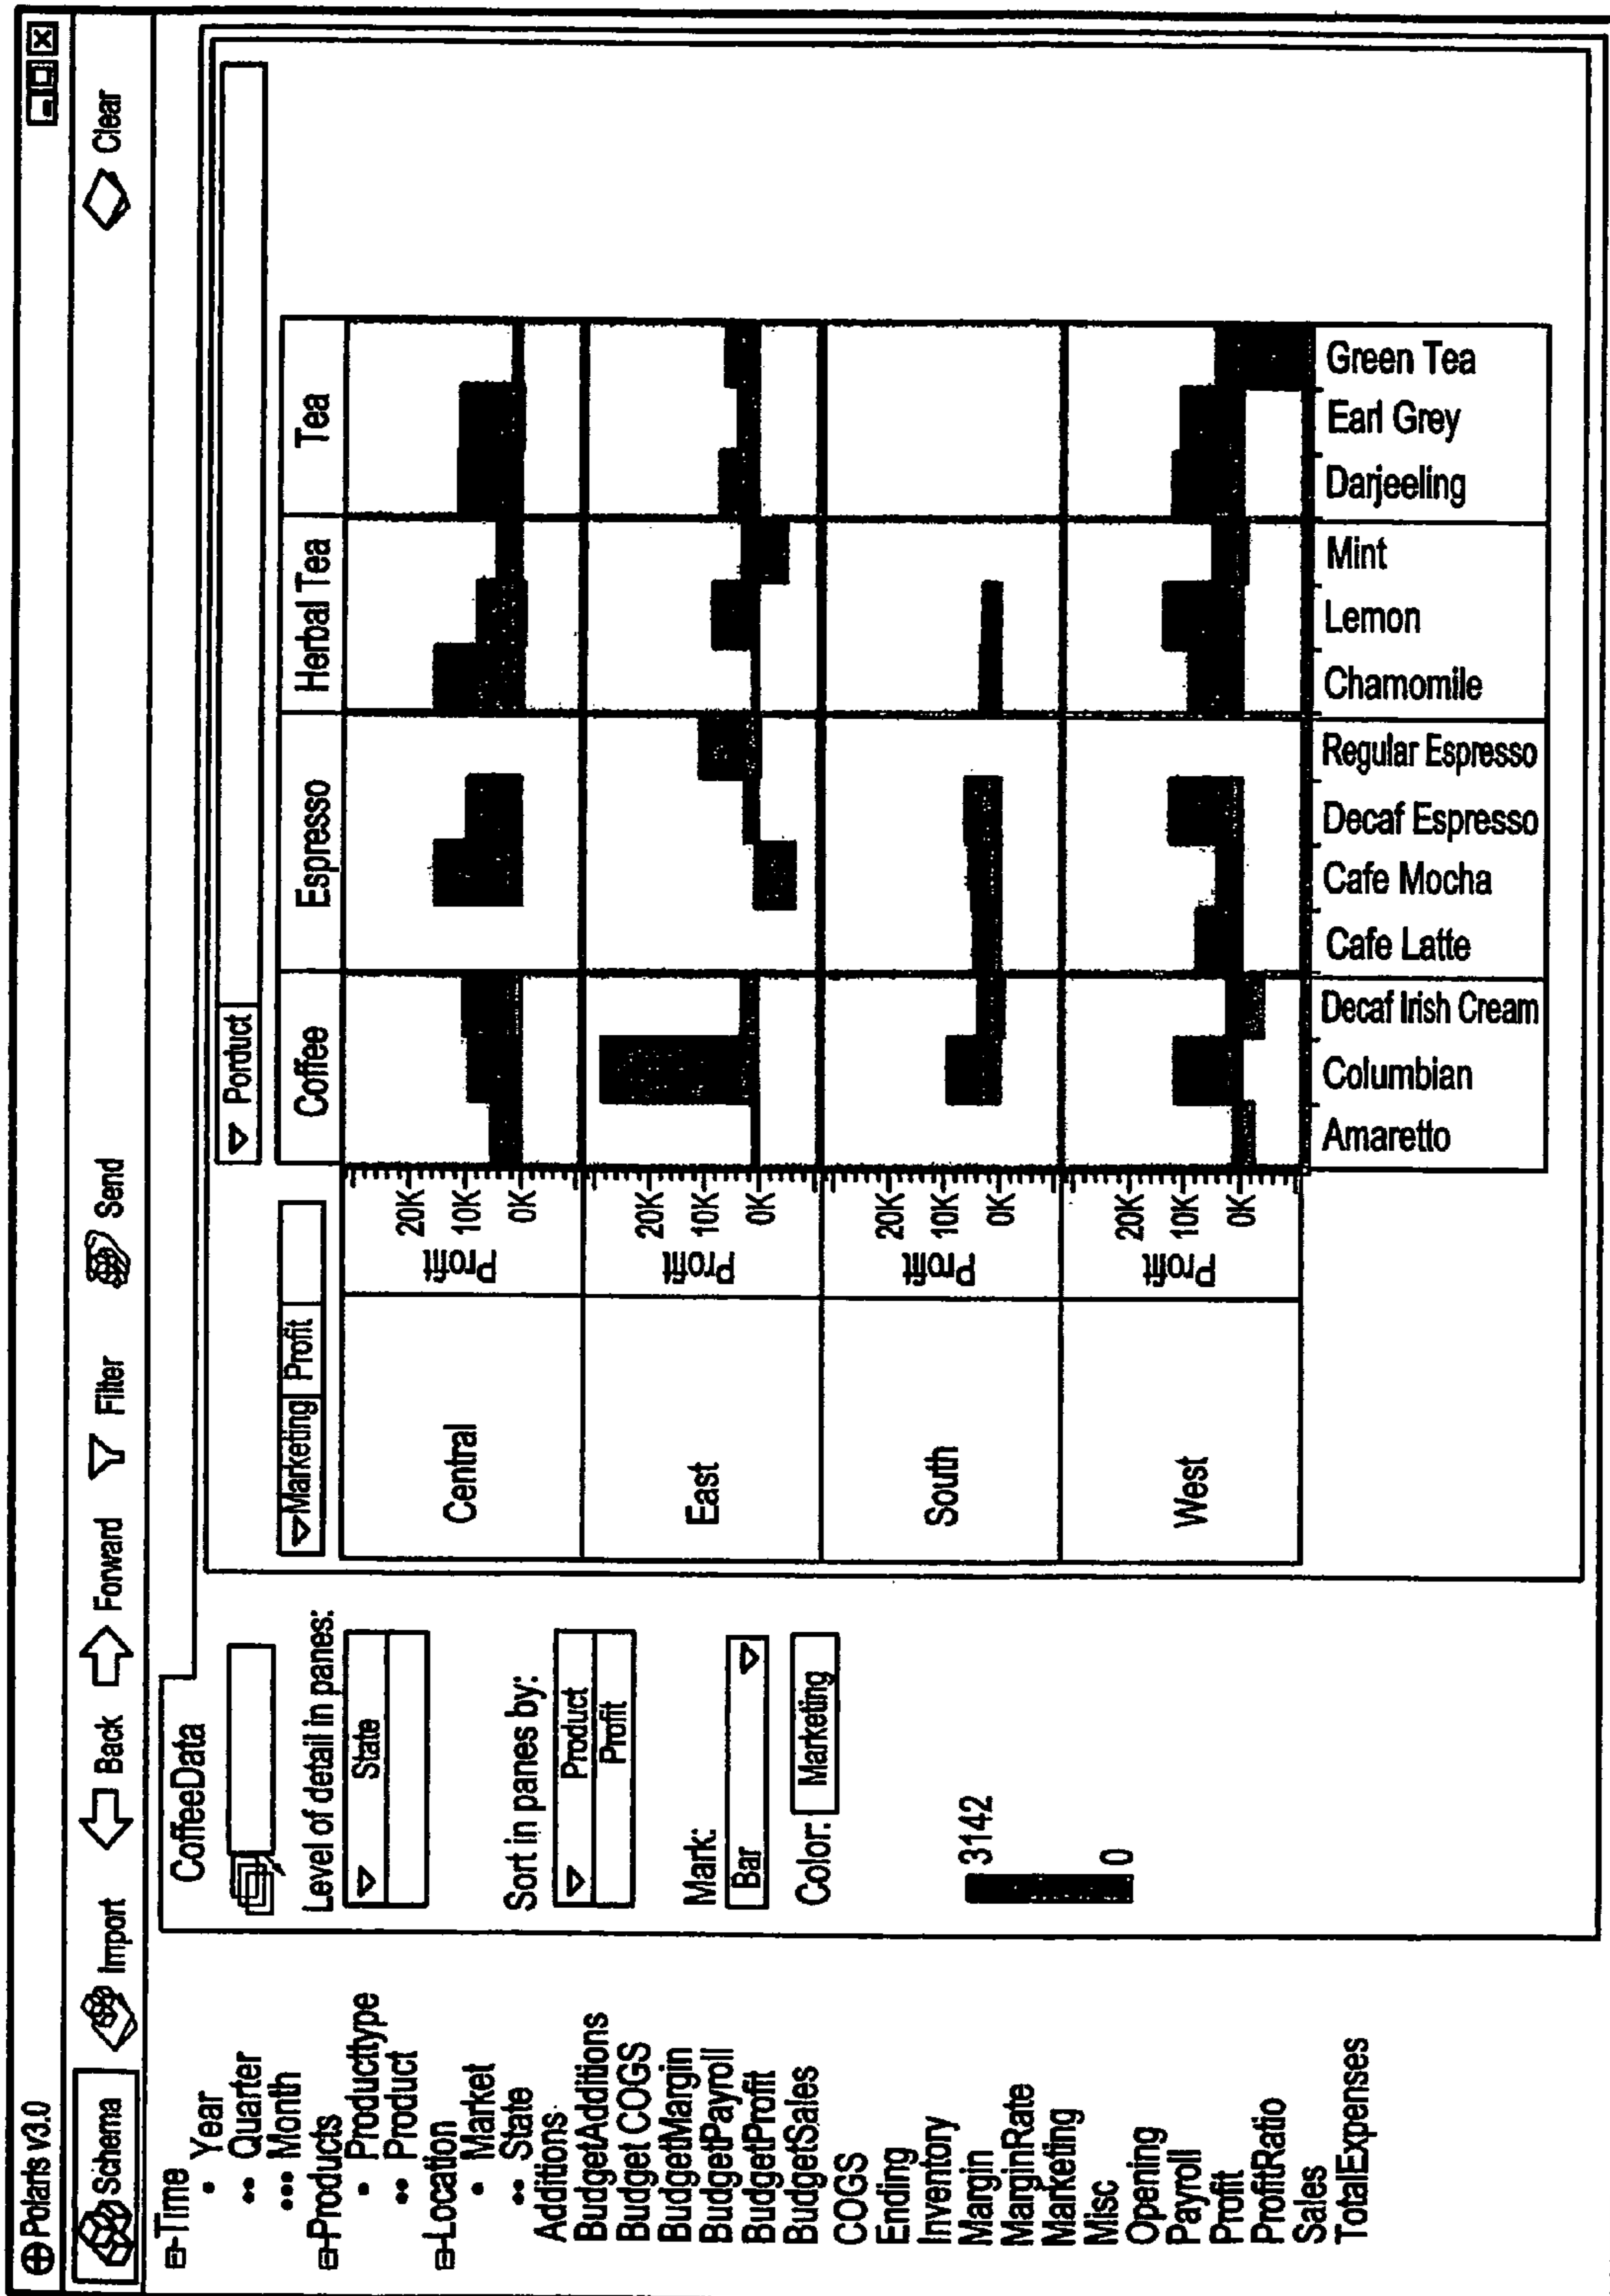 Polaris v3.0
Schema Import Back Forward Filter Send Clear
Time
Year
Quarter
Month
Products
Producttype
Product
Location
Market
State
Additions
BudgetAdditions
Budget COGS
BudgetMargin
BudgetPayroll
BudgetProfit
BudgetSales
COGS
Ending
Inventory
Margin
MarginRate
Marketing
Misc
Opening
Payroll
Profit
ProfitRatio
Sales
TotalExpenses
CoffeeData
Level of detail in panes:
State
Sort in panes by:
Product
Profit
Mark:
Bar
Color: Marketing
3142
0
Porduct
Marketing Profit
Coffee Espresso Herbal Tea Tea
Central
Profit
20K
10K
0K
East
Profit
20K
10K
0K
South
Profit
20K
10K
0K
West
Profit
20K
10K
0K
Amaretto
Columbian
Decaf Irish Cream
Cafe Latte
Cafe Mocha
Decaf Espresso
Regular Espresso
Chamomile
Lemon
Mint
Darjeeling
Earl Grey
Green Tea